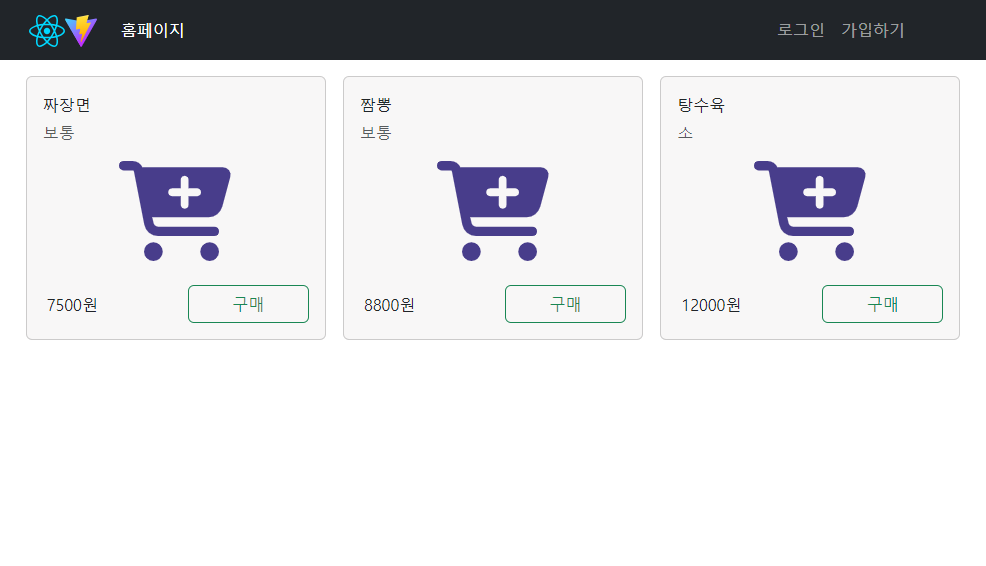 홈페이지 로그인 가입하기
짜장면
보통
7500원 구매
짬뽕
보통
8800원 구매
탕수육
소
12000원 구매